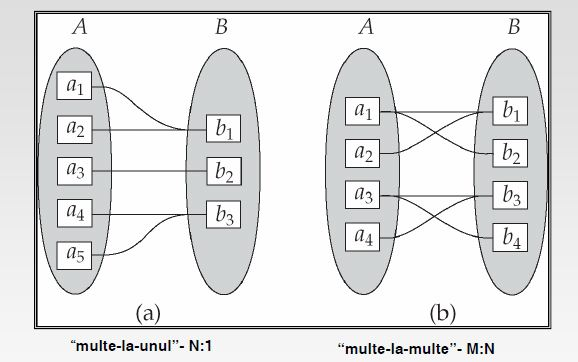 A B A B
a1
a2 b1
a3 b2
a4 b3
a5
a1 b1
a2 b2
a3 b3
a4 b4
(a) (b)
“multe-la-unul”- N:1 “multe-la-multe”- M:N